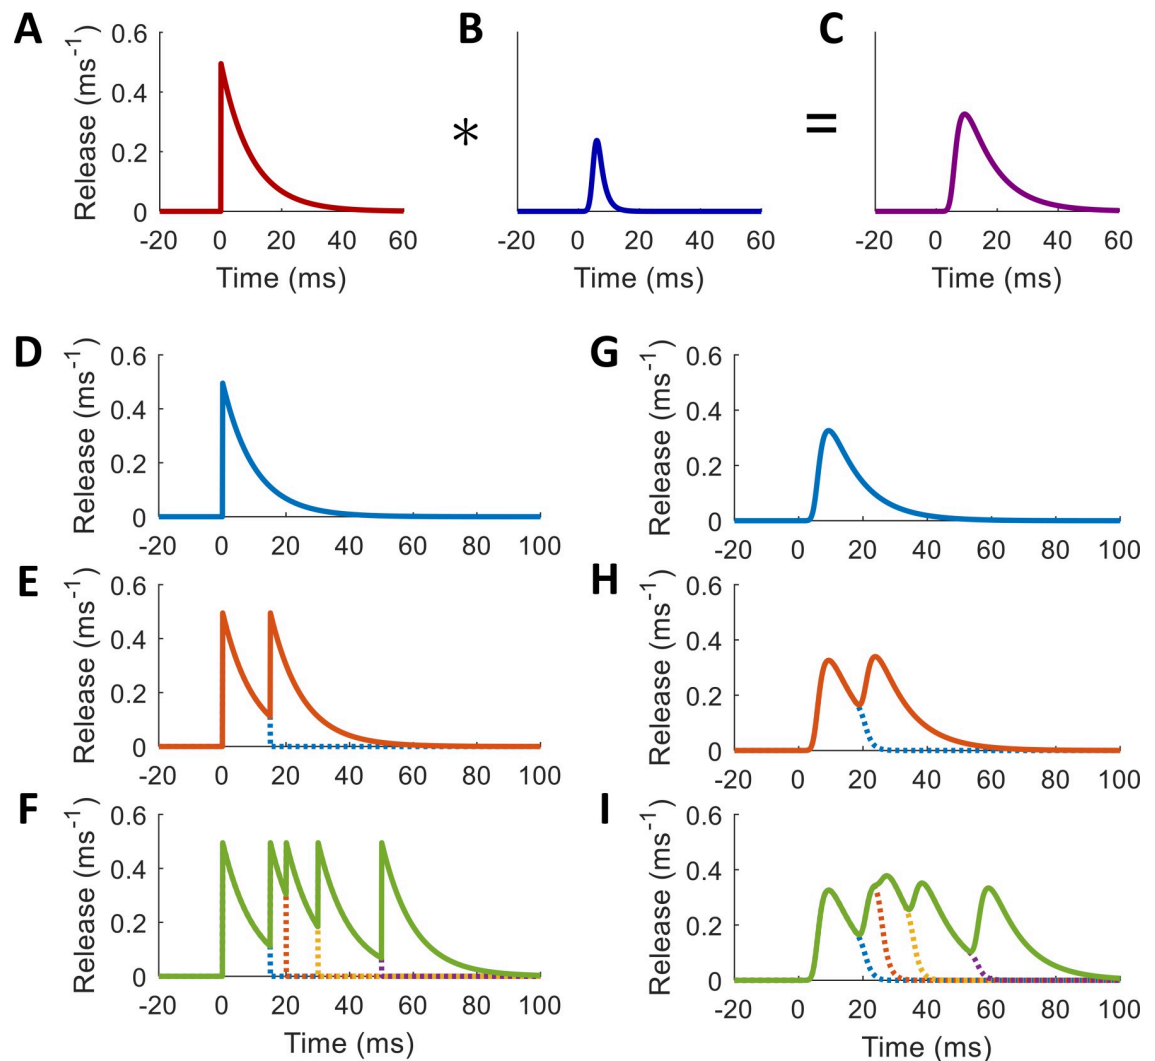 A B C
0.6
0.4
0.2
0
Release (ms-1)
* =
-20 0 20 40 60 -20 0 20 40 60 -20 0 20 40 60
Time (ms) Time (ms) Time (ms)
D G
0.6 0.6
0.4 0.4
0.2 0.2
0 0
Release (ms-1) Release (ms-1)
-20 0 20 40 60 80 100 -20 0 20 40 60 80 100
E H
0.6 0.6
0.4 0.4
0.2 0.2
0 0
Release (ms-1) Release (ms-1)
-20 0 20 40 60 80 100 -20 0 20 40 60 80 100
F I
0.6 0.6
0.4 0.4
0.2 0.2
0 0
Release (ms-1) Release (ms-1)
-20 0 20 40 60 80 100 -20 0 20 40 60 80 100
Time (ms) Time (ms)